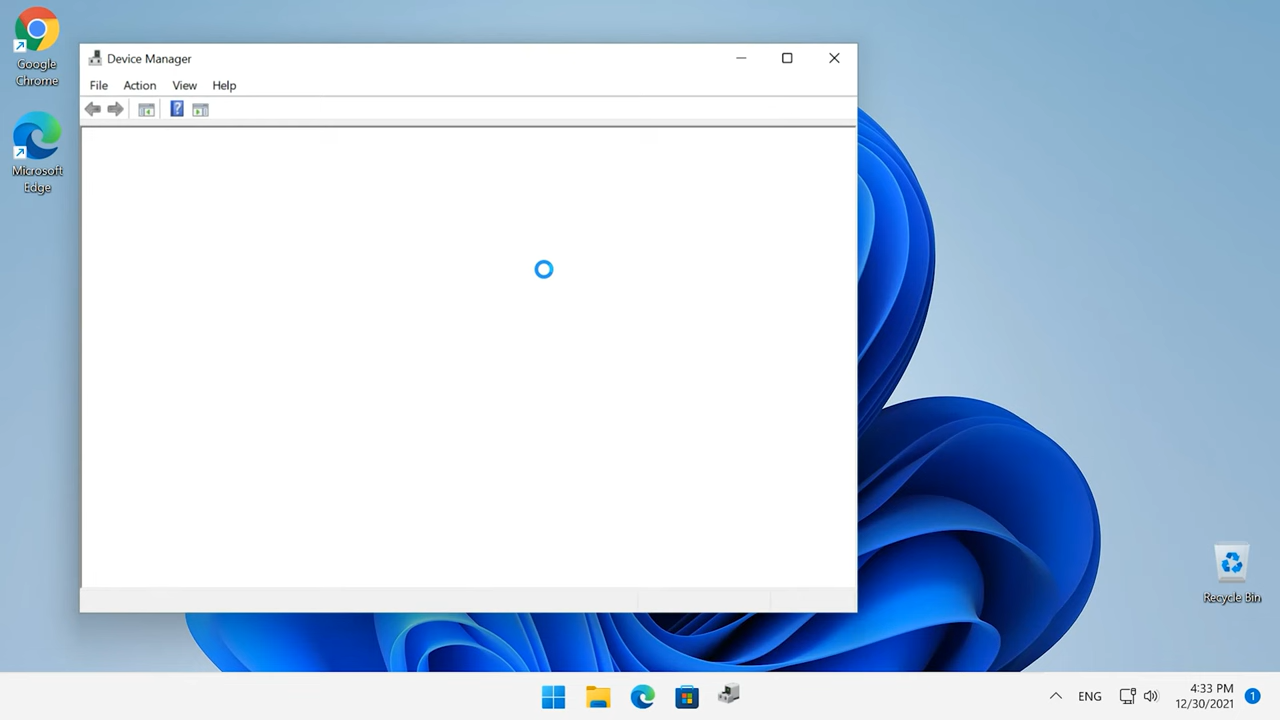 Google
Chrome
Microsoft
Edge
Device Manager
File Action View Help
Recycle Bin
ENG
4:33 PM
12/30/2021
1